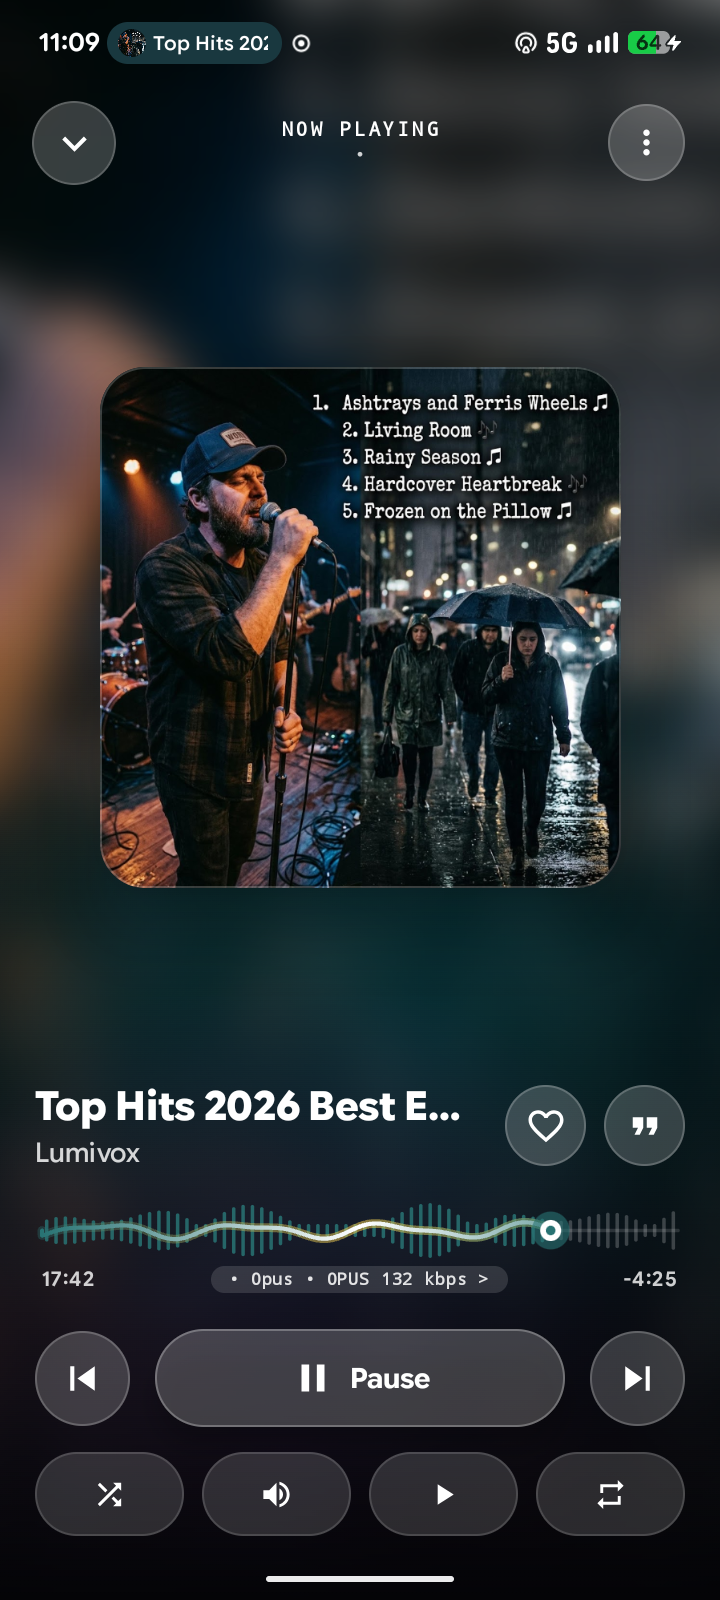 11:09
Top Hits 202
5G
64
NOW PLAYING
1. Ashtrays and Ferris Wheels
2. Living Room
3. Rainy Season
4. Hardcover Heartbreak
5. Frozen on the Pillow
Top Hits 2026 Best E...
Lumivox
17:42
• Opus • OPUS 132 kbps >
-4:25
Pause